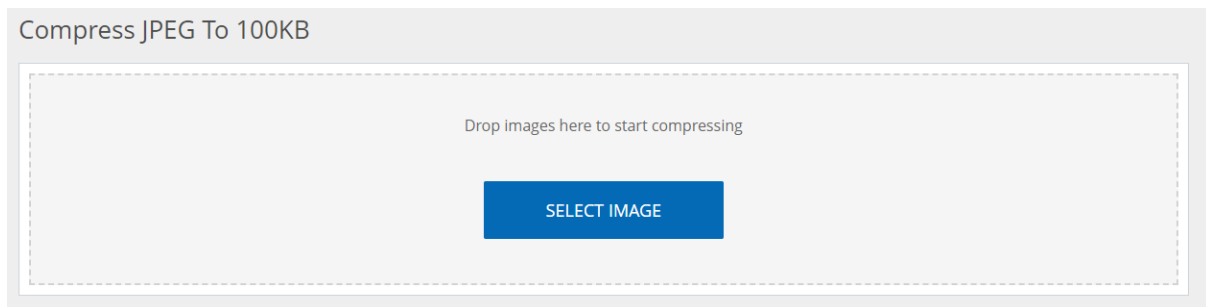 Compress JPEG To 100KB
Drop images here to start compressing
SELECT IMAGE